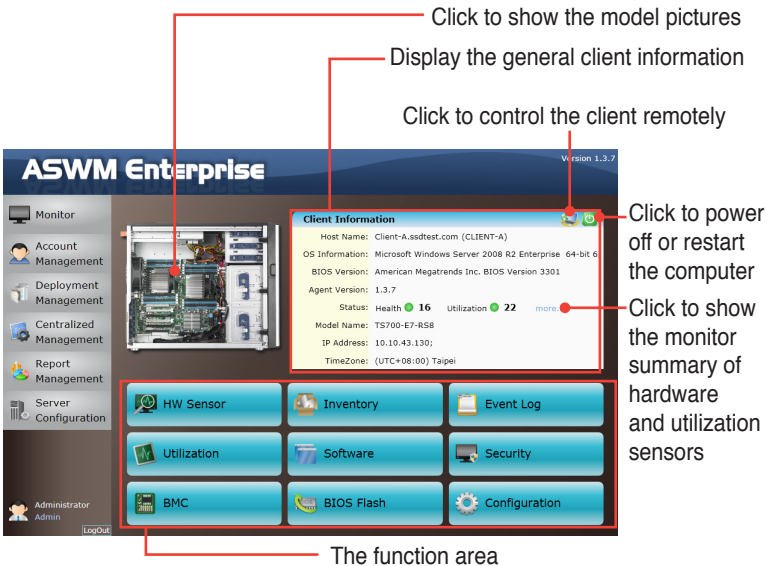 Click to show the model pictures
Display the general client information
Click to control the client remotely
ASWM Enterprise
Version 1.3.7
Monitor
Account
Management
Deployment
Management
Centralized
Management
Report
Management
Server
Configuration
Administrator
Admin
LogOut
Client Information
Host Name: Client-A.ssdtest.com (CLIENT-A)
OS Information: Microsoft Windows Server 2008 R2 Enterprise 64-bit 6
BIOS Version: American Megatrends Inc. BIOS Version 3301
Agent Version: 1.3.7
Status: Health 16 Utilization 22 more.
Model Name: TS700-E7-RS8
IP Address: 10.10.43.130;
TimeZone: (UTC+08:00) Taipei
Click to power
off or restart
the computer
Click to show
the monitor
summary of
hardware
and utilization
sensors
HW Sensor
Inventory
Event Log
Utilization
Software
Security
BMC
BIOS Flash
Configuration
The function area